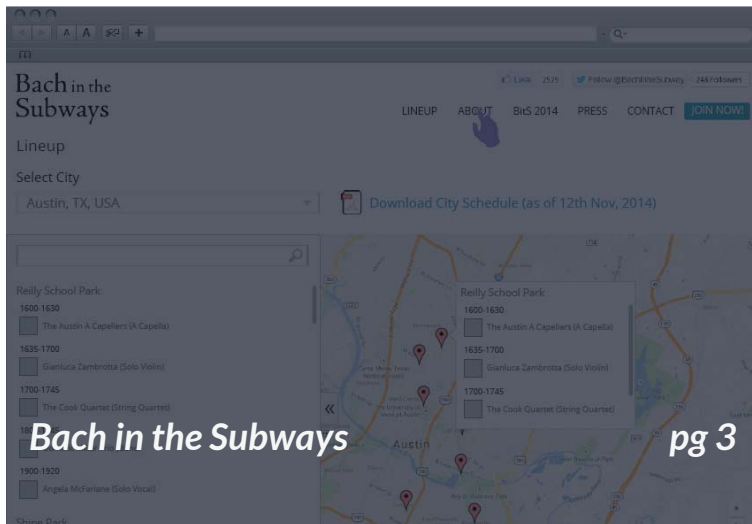 A A
Bach in the
Subways
Like 2575
Follow @BachInTheSubway
LINEUP ABOUT BitS 2014 PRESS CONTACT JOIN NOW!
Lineup
Select City
Austin, TX, USA
Download City Schedule (as of 12th Nov, 2014)
Reilly School Park
1600-1630
The Austin A Capellers (A Capella)
1635-1700
Gianluca Zambrotta (Solo Violin)
1700-1745
The Cook Quartet (String Quartet)
1900-1920
Angela McFarlane (Solo Vocal)
Shine Park
Reilly School Park
1600-1630
The Austin A Capellers (A Capella)
1635-1700
Gianluca Zambrotta (Solo Violin)
1700-1745
The Cook Quartet (String Quartet)
Austin
Bach in the Subways
pg 3